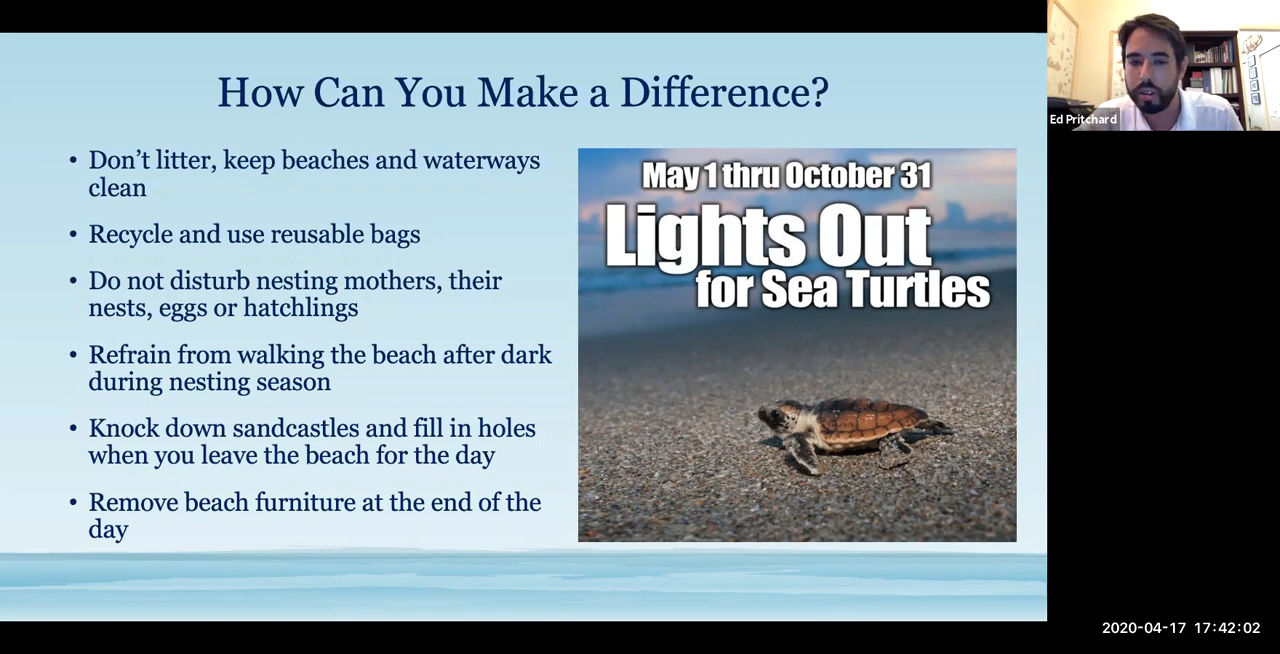 How Can You Make a Difference?
• Don’t litter, keep beaches and waterways
clean
• Recycle and use reusable bags
• Do not disturb nesting mothers, their
nests, eggs or hatchlings
• Refrain from walking the beach after dark
during nesting season
• Knock down sandcastles and fill in holes
when you leave the beach for the day
• Remove beach furniture at the end of the
day
May 1 thru October 31
Lights Out
for Sea Turtles
Ed Pritchard
2020-04-17 17:42:02